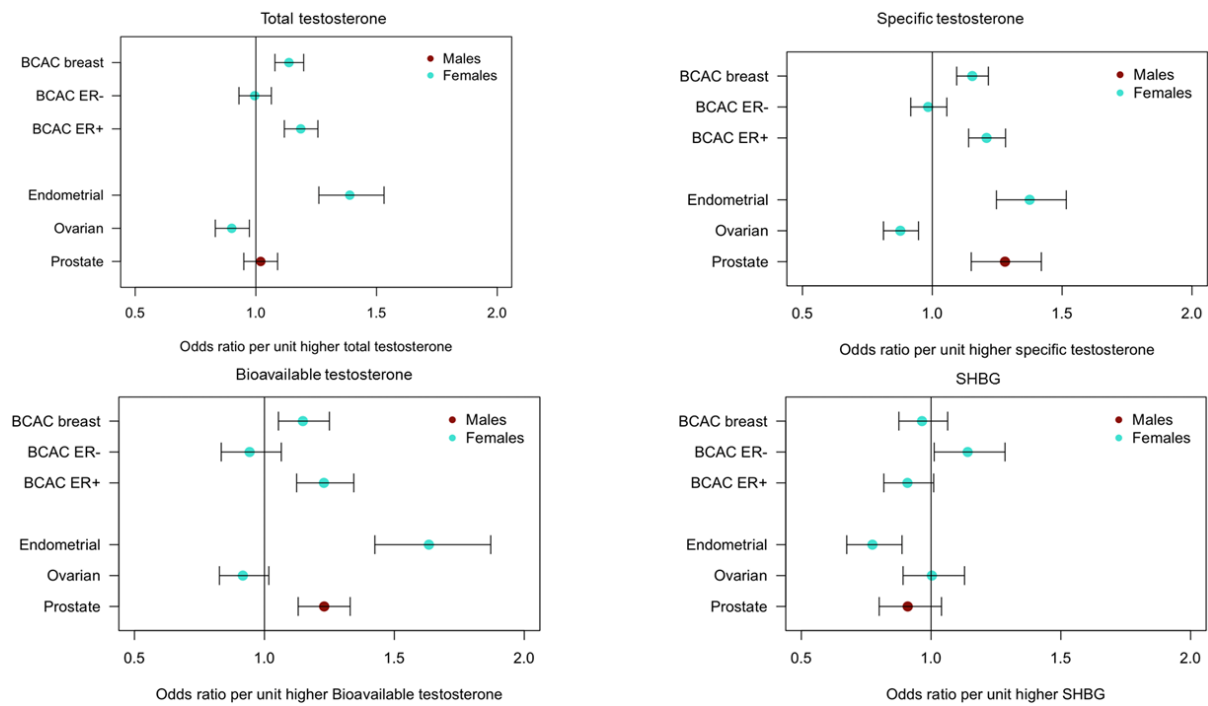 Total testosterone
BCAC breast
BCAC ER-
BCAC ER+
Endometrial
Ovarian
Prostate
Males
Females
0.5 1.0 1.5 2.0
Odds ratio per unit higher total testosterone
Specific testosterone
BCAC breast
BCAC ER-
BCAC ER+
Endometrial
Ovarian
Prostate
Males
Females
0.5 1.0 1.5 2.0
Odds ratio per unit higher specific testosterone
Bioavailable testosterone
BCAC breast
BCAC ER-
BCAC ER+
Endometrial
Ovarian
Prostate
Males
Females
0.5 1.0 1.5 2.0
Odds ratio per unit higher Bioavailable testosterone
SHBG
BCAC breast
BCAC ER-
BCAC ER+
Endometrial
Ovarian
Prostate
Males
Females
0.5 1.0 1.5 2.0
Odds ratio per unit higher SHBG